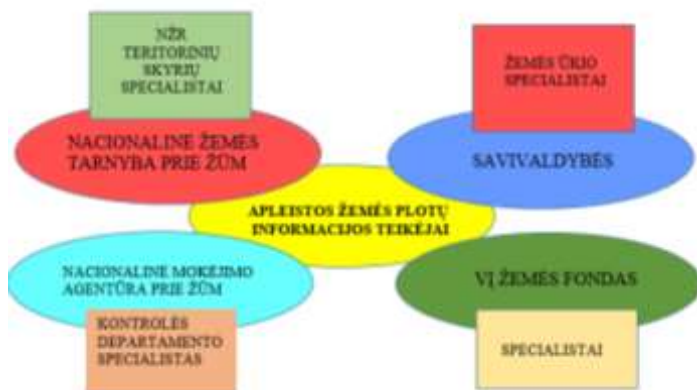 NŽR
TERITORINIŲ
SKYRIŲ
SPECIALISTAI
ŽEMĖS ŪKIO
SPECIALISTAI
NACIONALINĖ ŽEMĖS
TARNYBA PRIE ŽŪM
SAVIVALDYBĖS
APLEISTOS ŽEMĖS PLOTŲ
INFORMACIJOS TEIKĖJAI
NACIONALINĖ MOKĖJIMO
AGENTŪRA PRIE ŽŪM
VĮ ŽEMĖS FONDAS
KONTROLĖS
DEPARTAMENTO
SPECIALISTAS
SPECIALISTAI